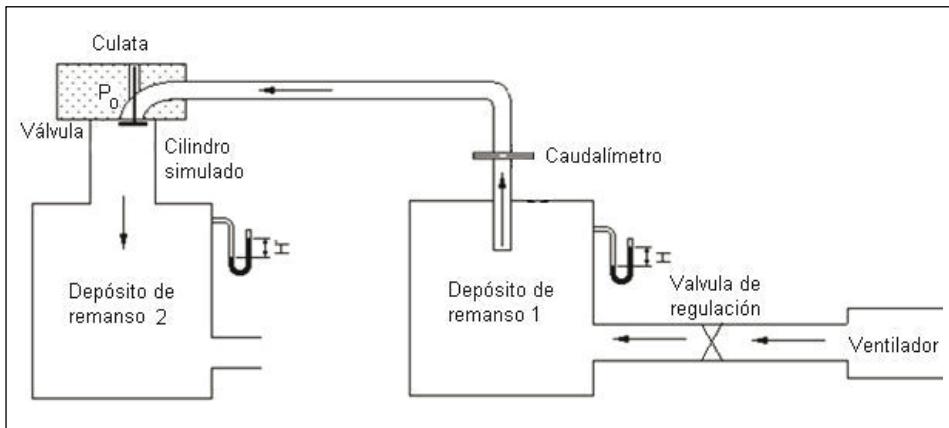 Culata
P₀
Válvula
Cilindro
simulado
Caudalímetro
H'
Depósito de
remanso 2
H
Depósito de
remanso 1
Valvula de
regulación
Ventilador